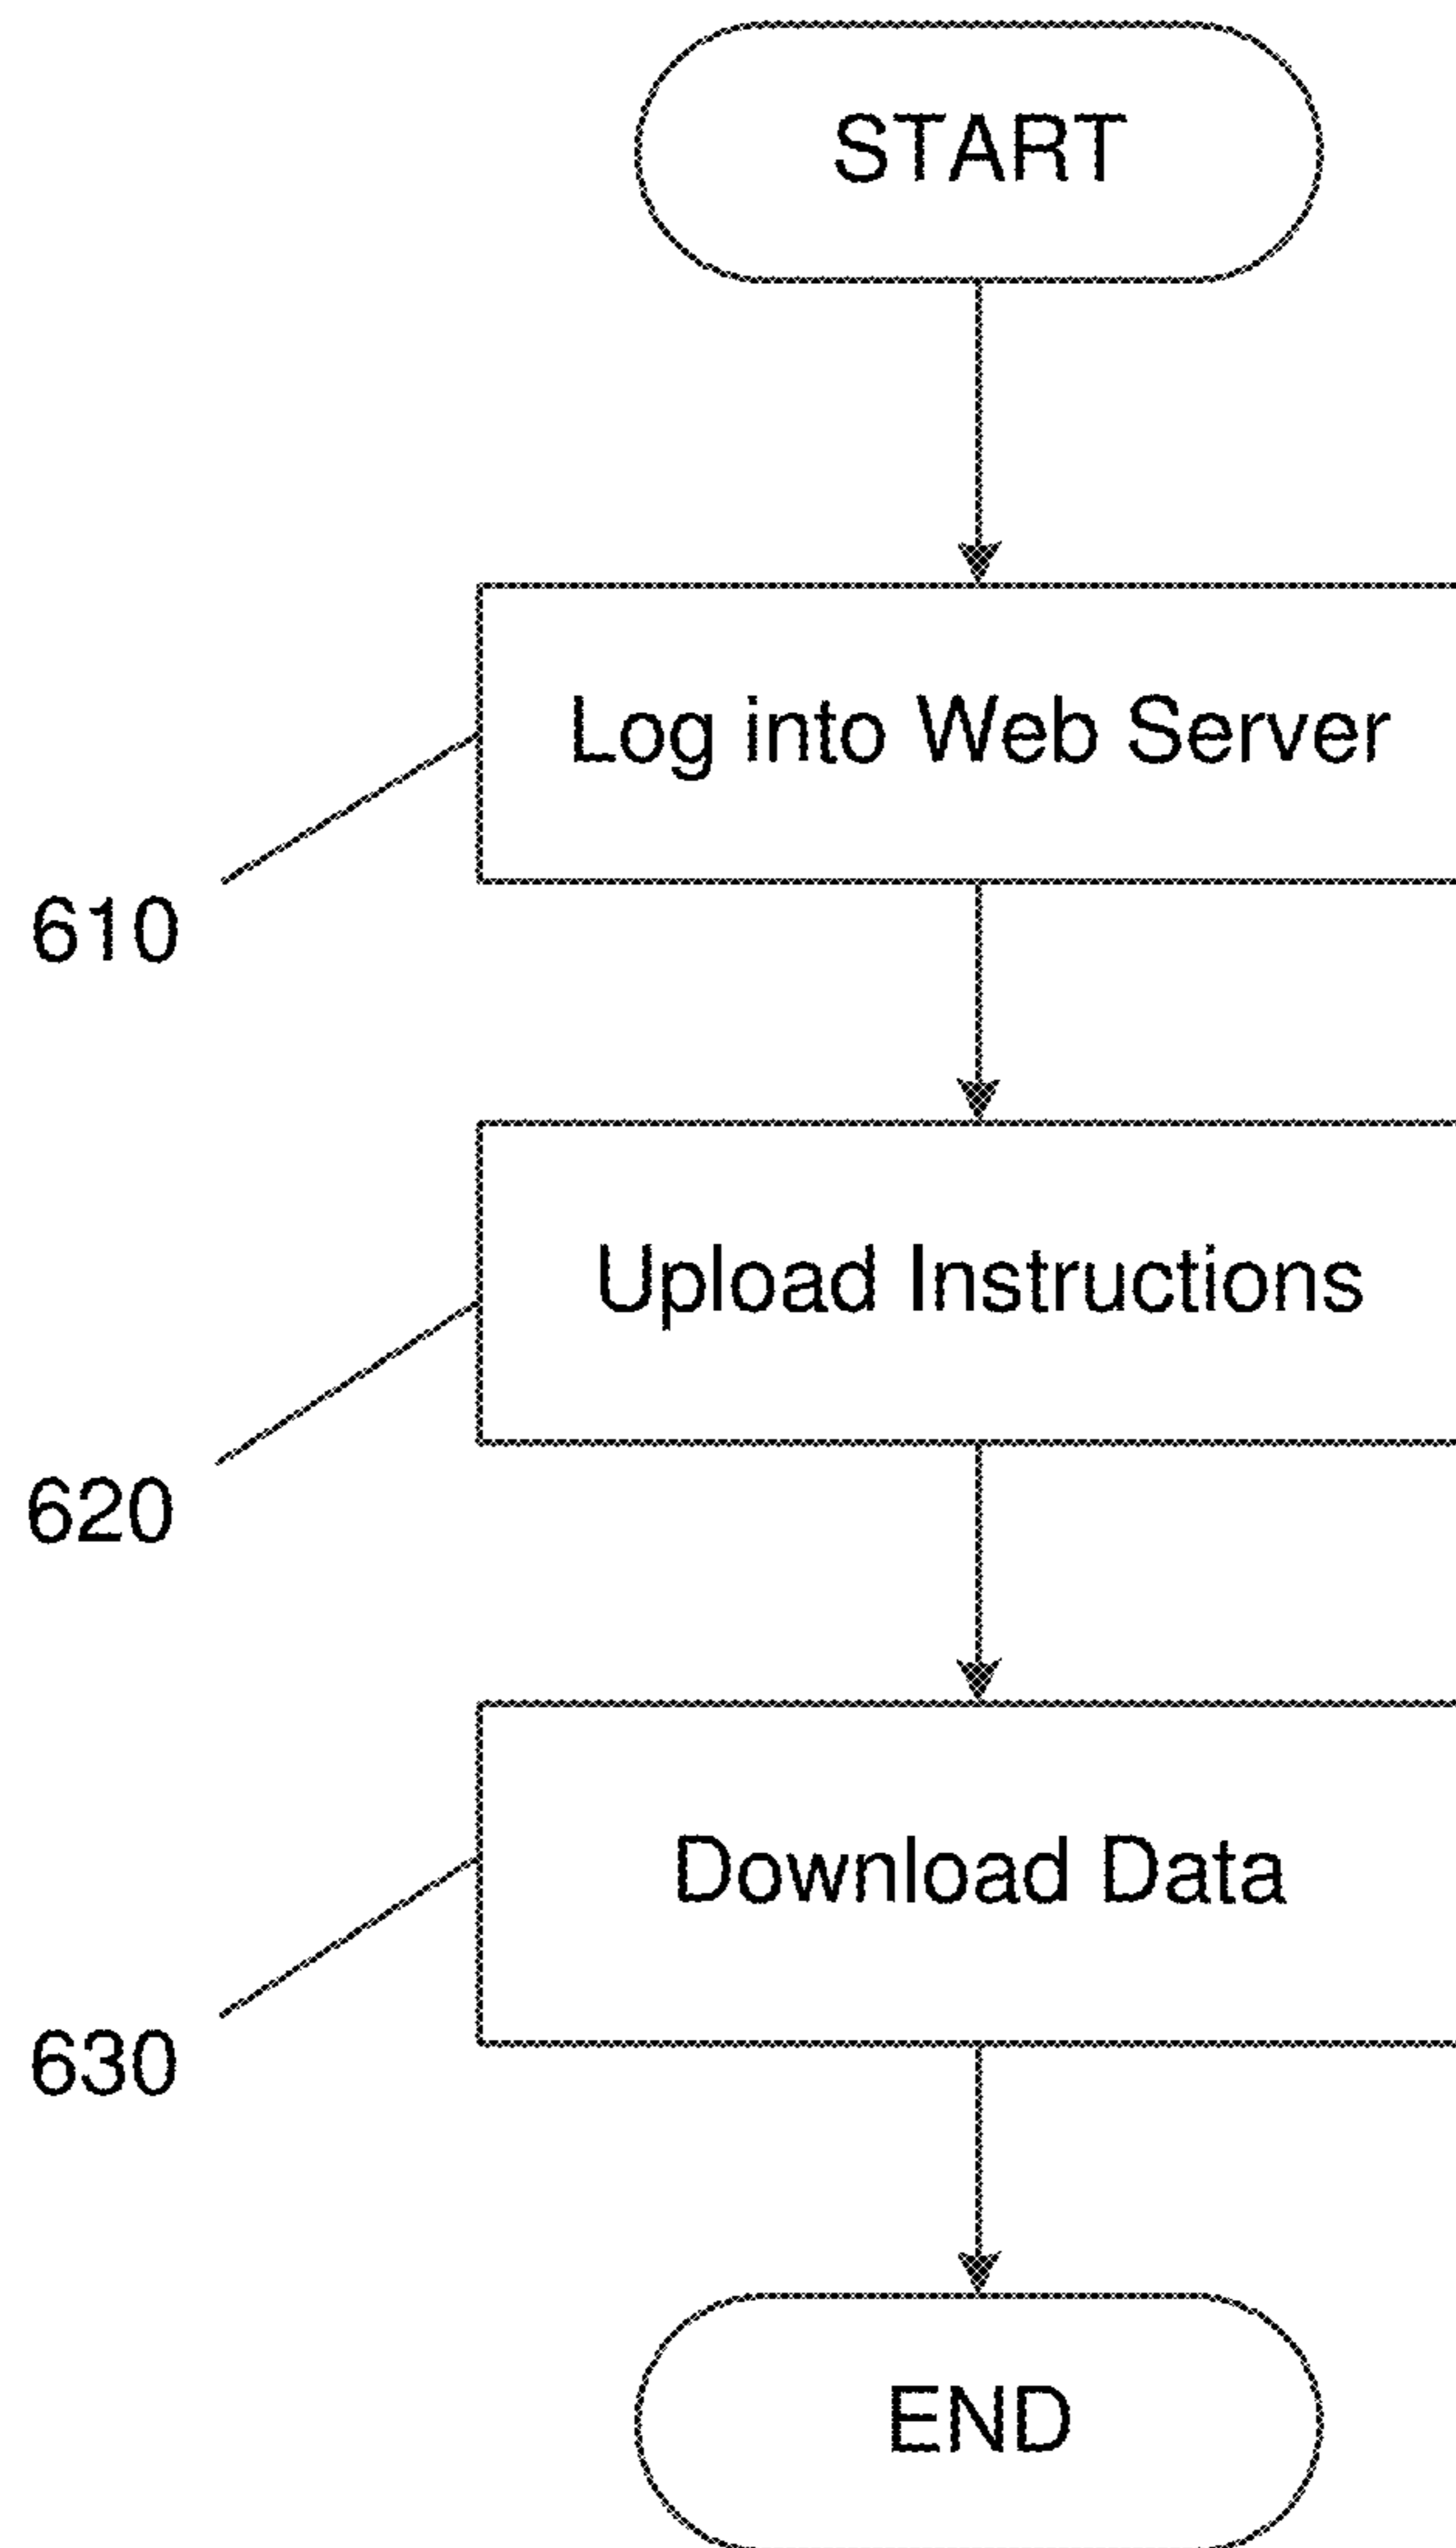 START
Log into Web Server
610
Upload Instructions
620
Download Data
630
END